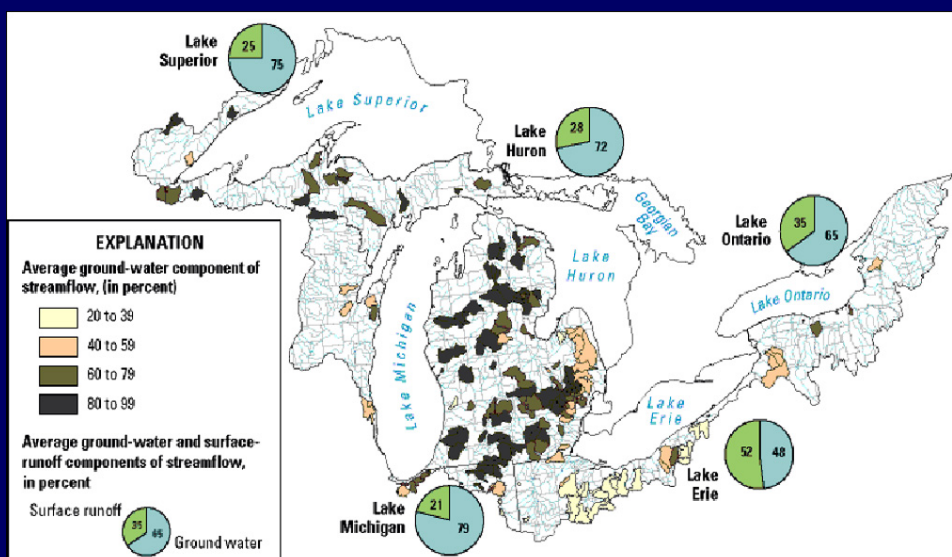 Lake
Superior
25
75
Lake Superior
Lake
Huron
28
72
Georgian
Bay
Lake
Ontario
35
65
Lake
Huron
Lake Ontario
Lake Michigan
Lake
Erie
52
48
Lake
Erie
Lake
Michigan
21
79
EXPLANATION
Average ground-water component of
streamflow, (in percent)
20 to 39
40 to 59
60 to 79
80 to 99
Average ground-water and surface-
runoff components of streamflow,
in percent
Surface runoff
35
65
Ground water